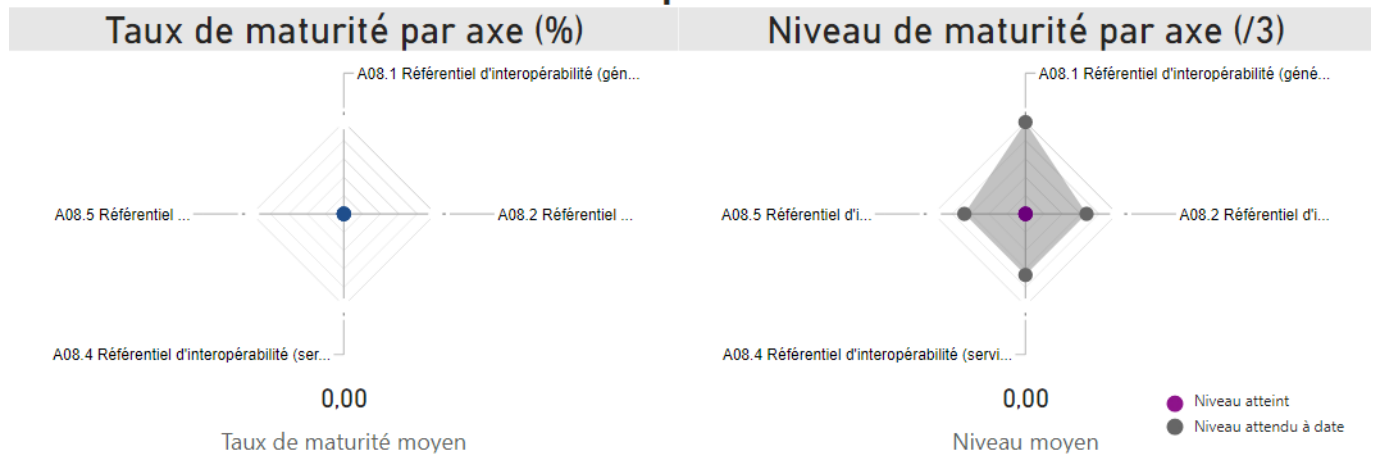 Taux de maturité par axe (%)
A08.1 Référentiel d'interopérabilité (gén...
A08.5 Référentiel ...
A08.2 Référentiel ...
A08.4 Référentiel d'interopérabilité (ser...
0,00
Taux de maturité moyen
Niveau de maturité par axe (/3)
A08.1 Référentiel d'interopérabilité (géné...
A08.5 Référentiel d'i...
A08.2 Référentiel d'i...
A08.4 Référentiel d'interopérabilité (servi...
0,00
Niveau moyen
Niveau atteint
Niveau attendu à date